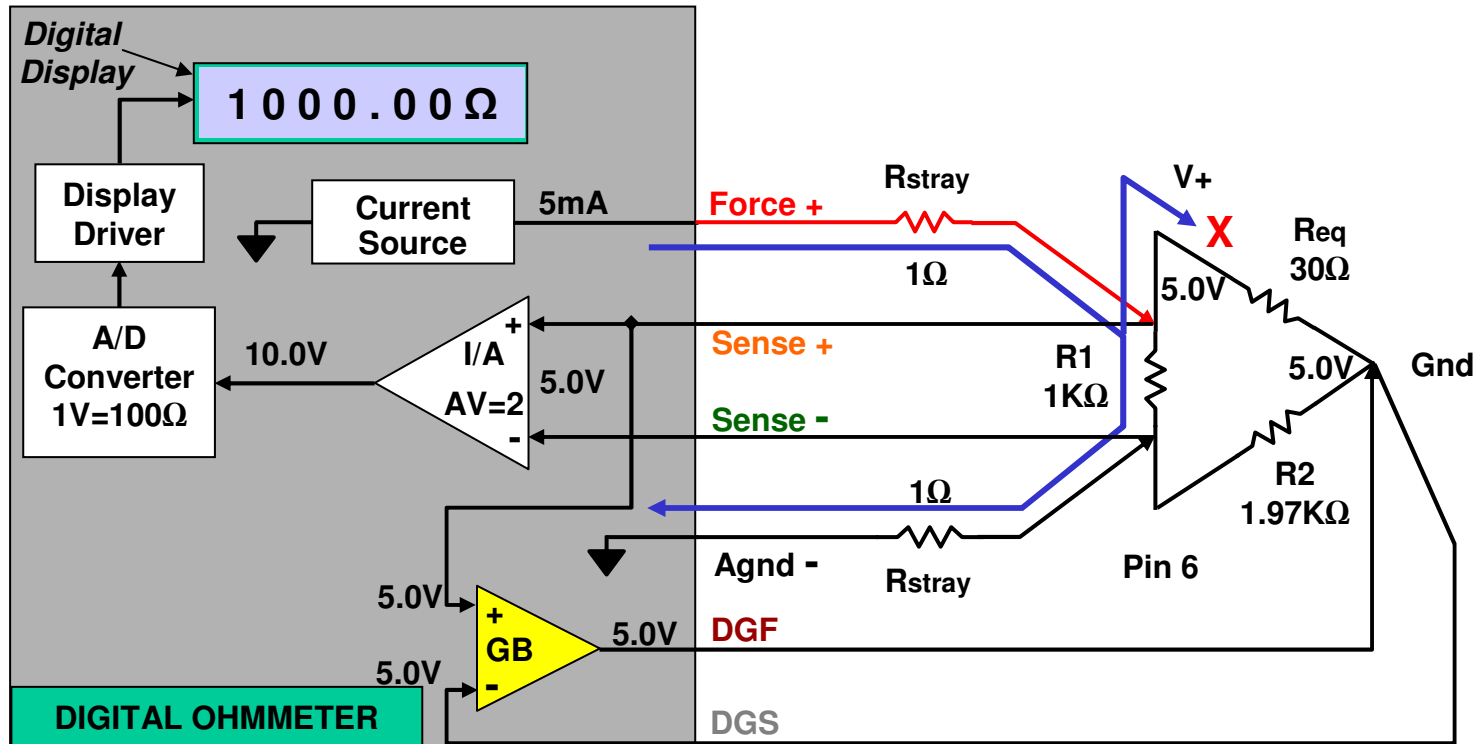 Digital
Display
1000.00Ω
Display
Driver
Current
Source
5mA
Force +
Rstray
1Ω
V+
X
Req
30Ω
5.0V
A/D
Converter
1V=100Ω
10.0V
+
I/A
AV=2
-
5.0V
Sense +
Sense -
R1
1KΩ
5.0V
Gnd
R2
1.97KΩ
1Ω
Agnd -
Rstray
Pin 6
5.0V
+
GB
-
5.0V
5.0V
DGF
DGS
DIGITAL OHMMETER